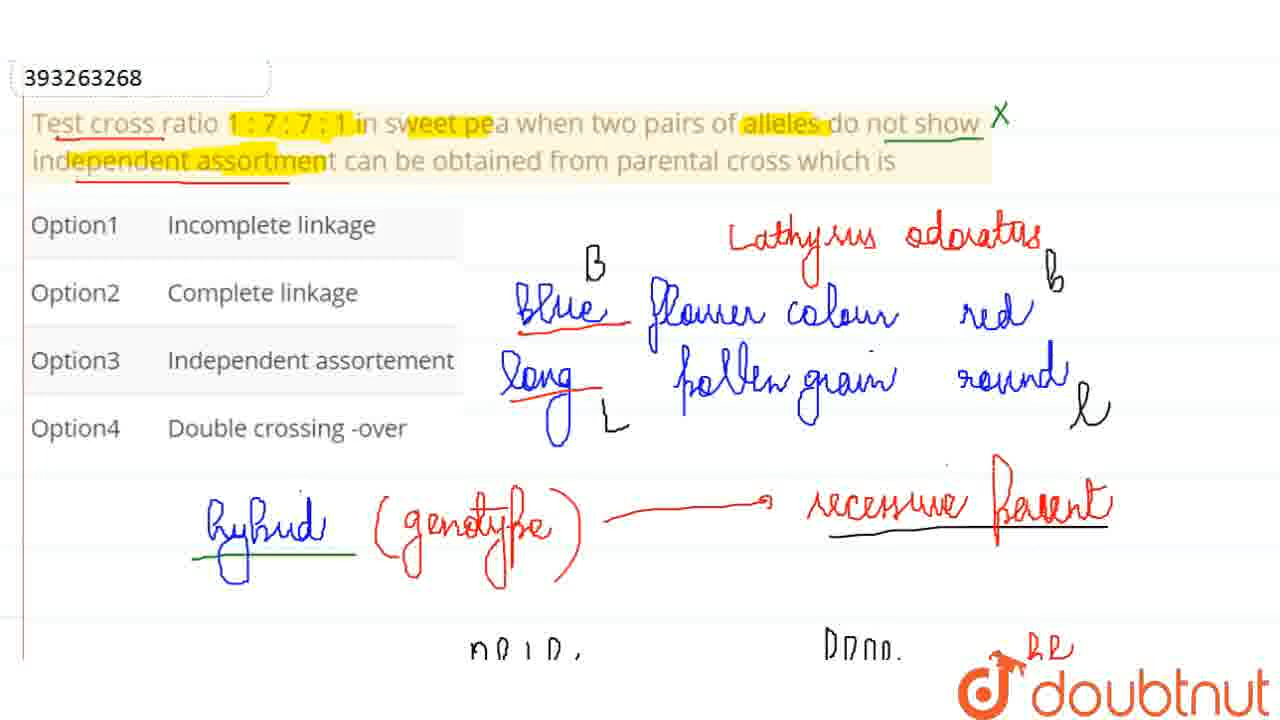 393263268
Test cross ratio 1 : 7 : 7 : 1 in sweet pea when two pairs of alleles do not show X
independent assortment can be obtained from parental cross which is
Option1 Incomplete linkage
Lathyrus odoratus
B b
Option2 Complete linkage
Blue flower colour red
Option3 Independent assortement
long pollen grain round
L l
Option4 Double crossing -over
hybrid (genotype) → recessive parent
doubtnut